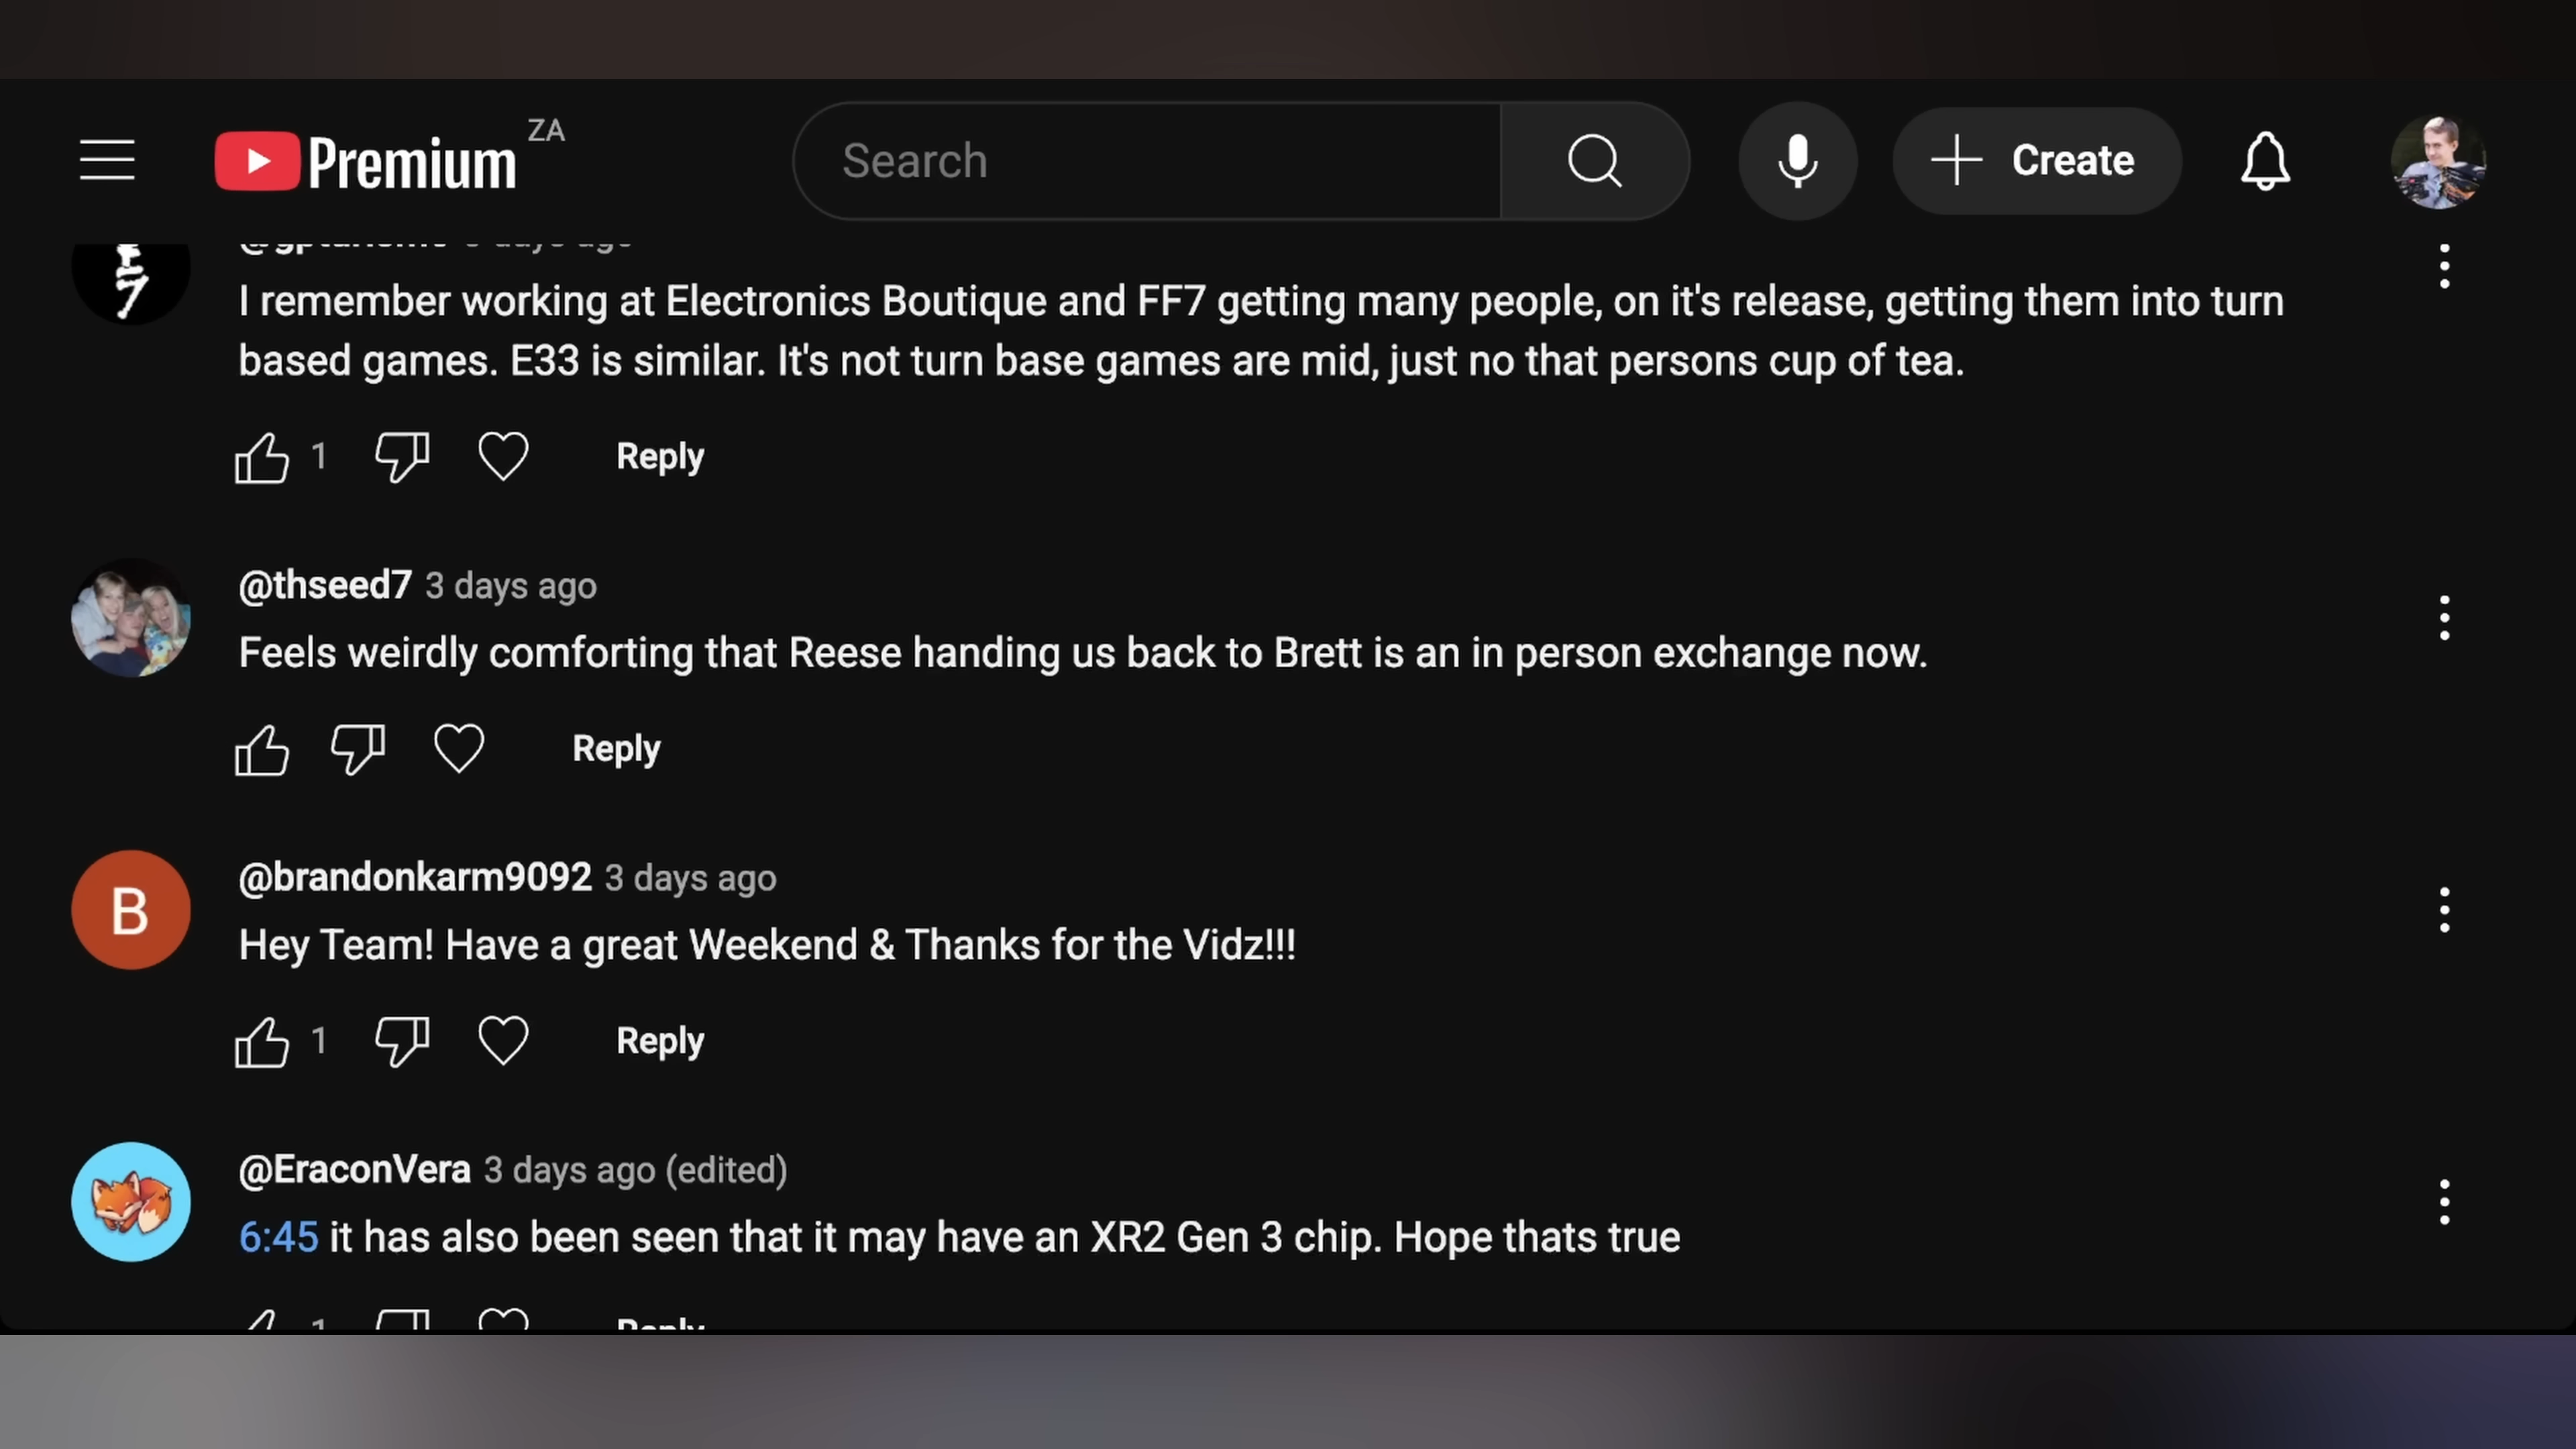 Premium ZA
Search
Create
I remember working at Electronics Boutique and FF7 getting many people, on it's release, getting them into turn
based games. E33 is similar. It's not turn base games are mid, just no that persons cup of tea.
1 Reply
@thseed7 3 days ago
Feels weirdly comforting that Reese handing us back to Brett is an in person exchange now.
Reply
B
@brandonkarm9092 3 days ago
Hey Team! Have a great Weekend & Thanks for the Vidz!!!
1 Reply
@EraconVera 3 days ago (edited)
6:45 it has also been seen that it may have an XR2 Gen 3 chip. Hope thats true
1 Reply